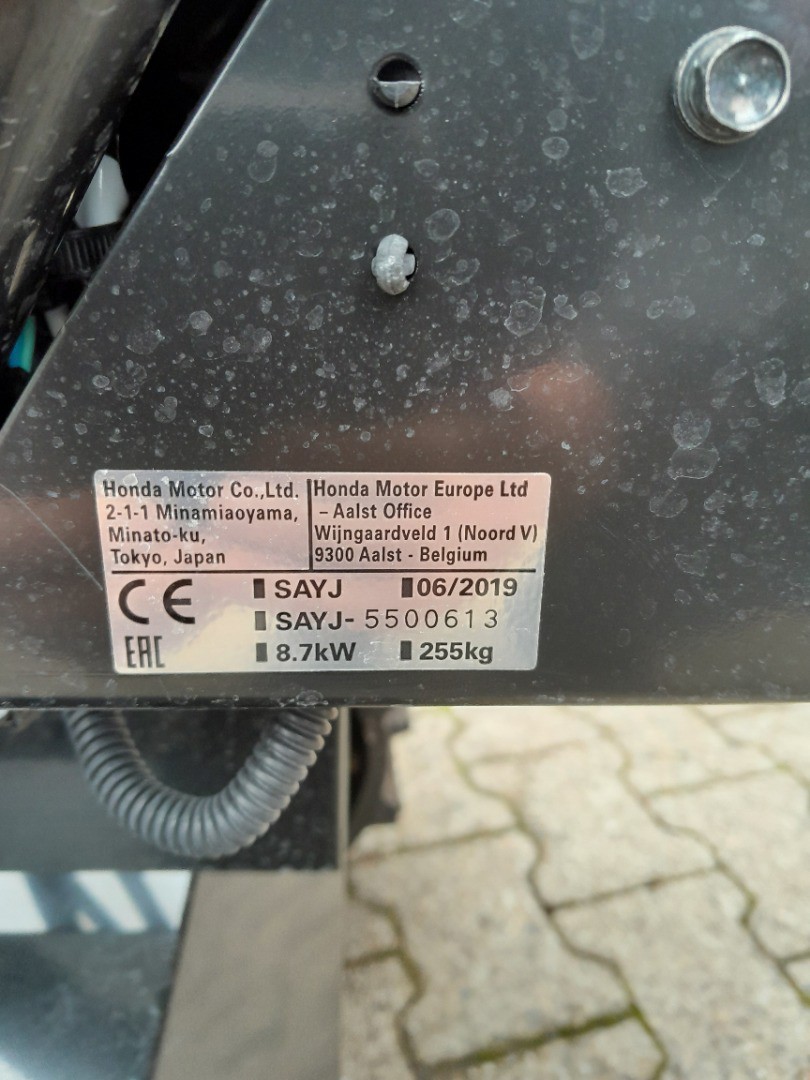 Honda Motor Co.,Ltd.
2-1-1 Minamiaoyama,
Minato-ku,
Tokyo, Japan
Honda Motor Europe Ltd
– Aalst Office
Wijngaardveld 1 (Noord V)
9300 Aalst - Belgium
CE
SAYJ 06/2019
SAYJ- 5500613
EAC
8.7kW 255kg